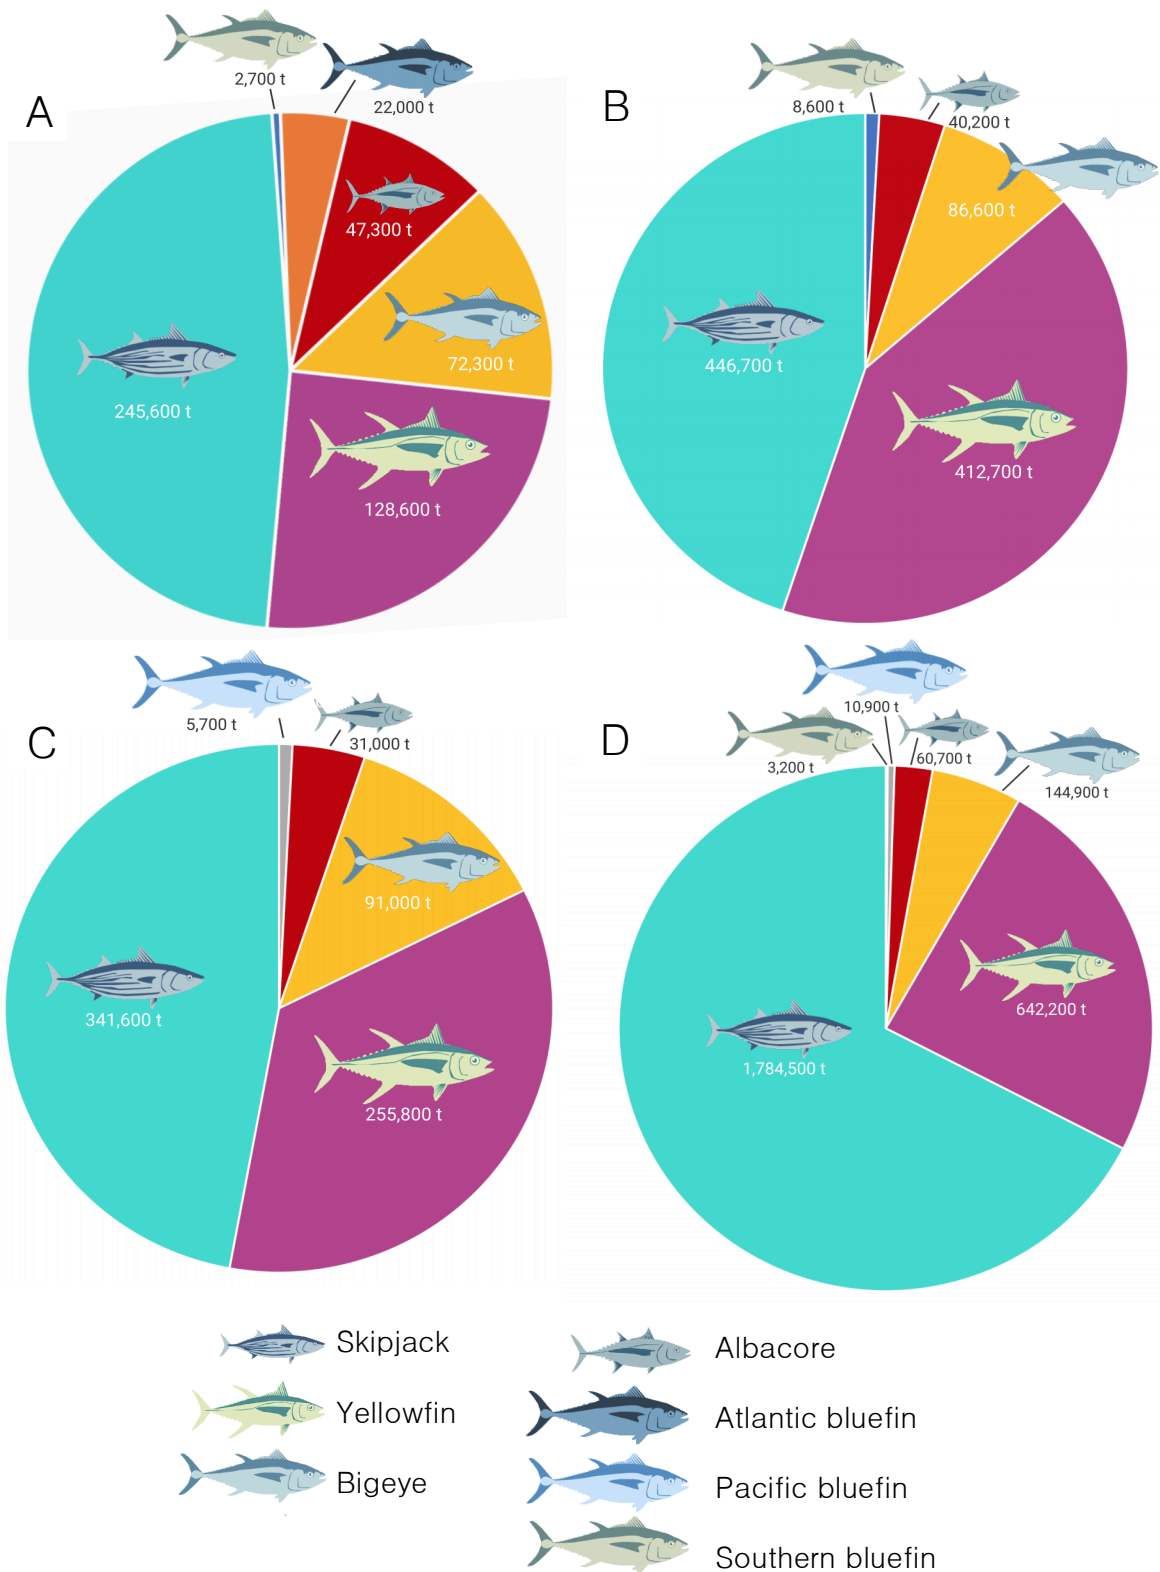 A
2,700 t
22,000 t
47,300 t
72,300 t
128,600 t
245,600 t
B
8,600 t
40,200 t
86,600 t
446,700 t
412,700 t
C
5,700 t
31,000 t
91,000 t
341,600 t
255,800 t
D
10,900 t
3,200 t
60,700 t
144,900 t
642,200 t
1,784,500 t
Skipjack
Yellowfin
Bigeye
Albacore
Atlantic bluefin
Pacific bluefin
Southern bluefin